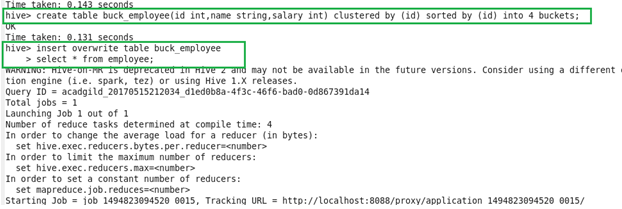 Time taken: 0.143 seconds
hive> create table buck_employee(id int,name string,salary int) clustered by (id) sorted by (id) into 4 buckets;
OK
Time taken: 0.131 seconds
hive> insert overwrite table buck_employee
    > select * from employee;
WARNING: Hive-on-MR is deprecated in Hive 2 and may not be available in the future versions. Consider using a different
tion engine (i.e. spark, tez) or using Hive 1.X releases.
Query ID = acadgild_20170515212034_d1ed0b8a-4f3c-46f6-bad0-0d867391da14
Total jobs = 1
Launching Job 1 out of 1
Number of reduce tasks determined at compile time: 4
In order to change the average load for a reducer (in bytes):
  set hive.exec.reducers.bytes.per.reducer=<number>
In order to limit the maximum number of reducers:
  set hive.exec.reducers.max=<number>
In order to set a constant number of reducers:
  set mapreduce.job.reduces=<number>
Starting Job = job_1494823094520_0015, Tracking URL = http://localhost:8088/proxy/application_1494823094520_0015/